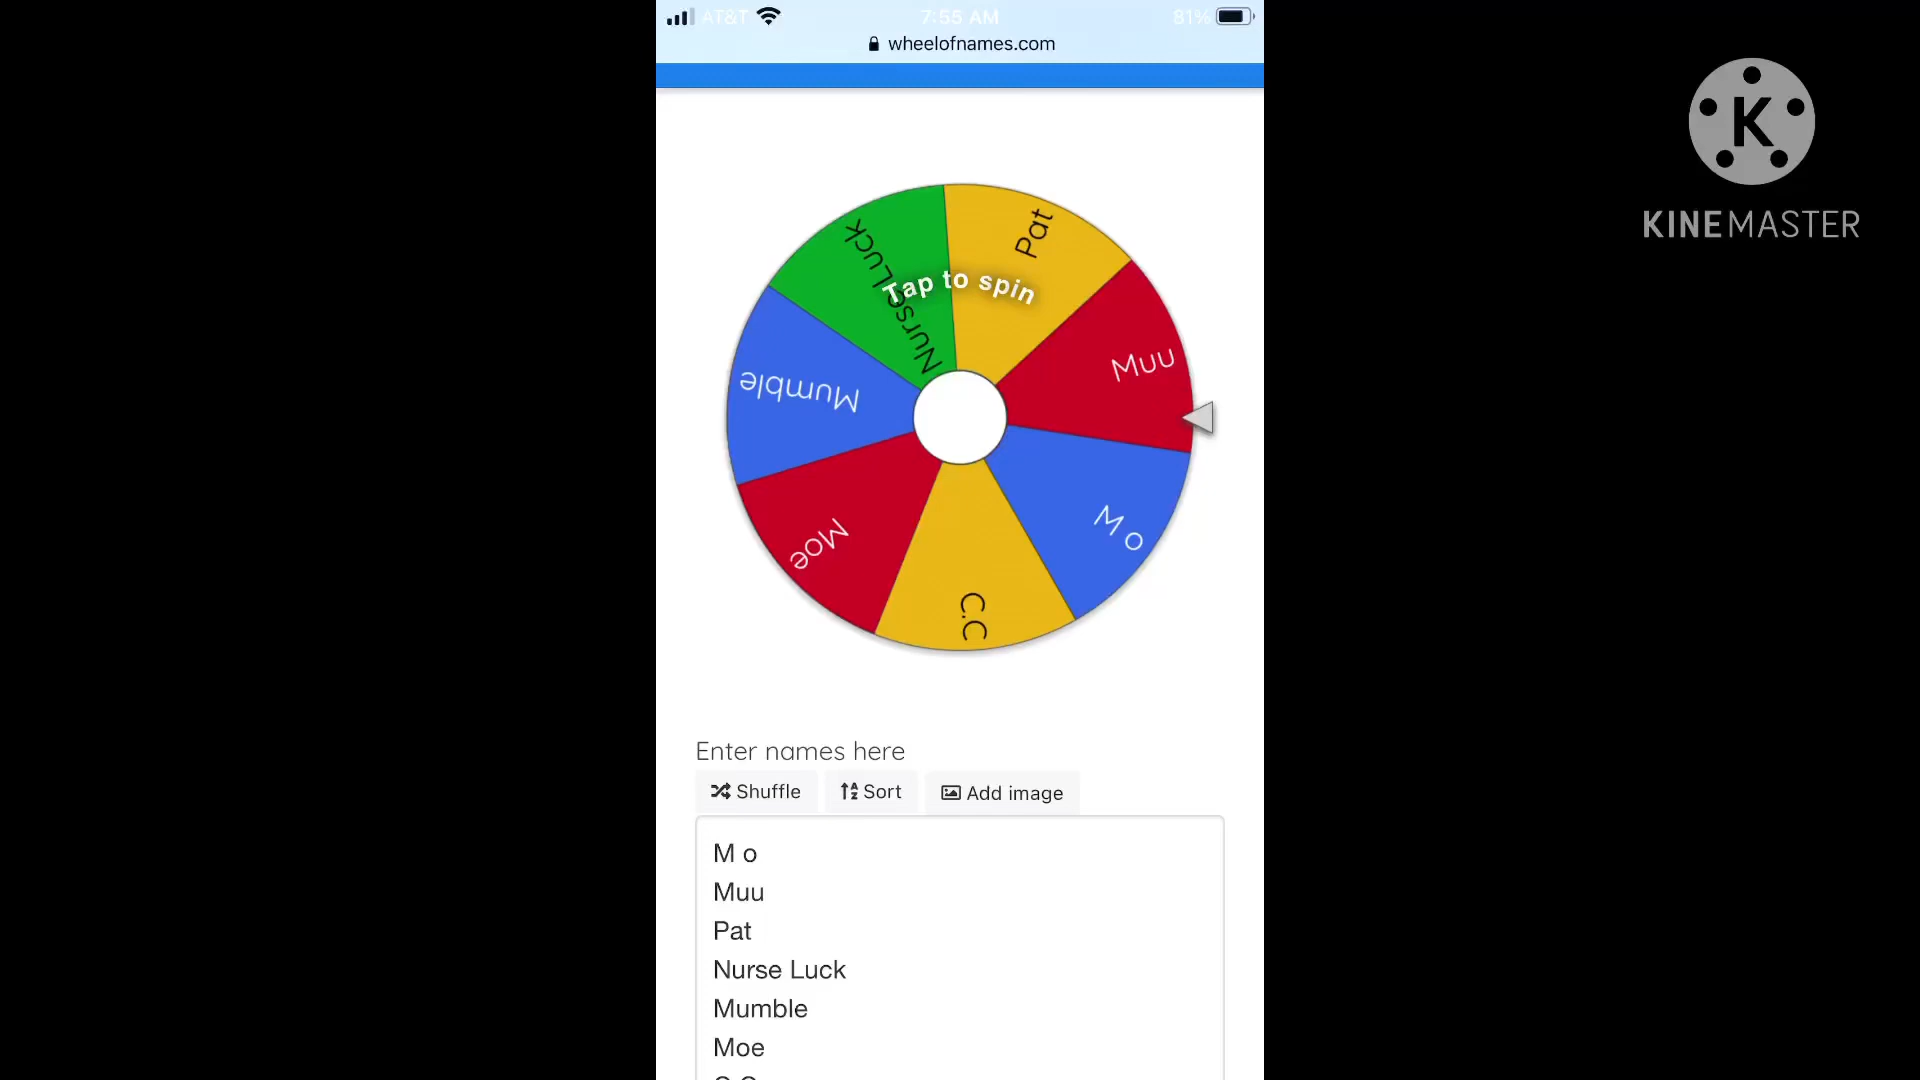 AT&T 7:55 AM 81%
wheelofnames.com
K
KINEMASTER
Pat
Nurse Luck
Tap to spin
Muu
Mumble
M o
Moe
C.C
Enter names here
Shuffle Sort Add image
M o
Muu
Pat
Nurse Luck
Mumble
Moe